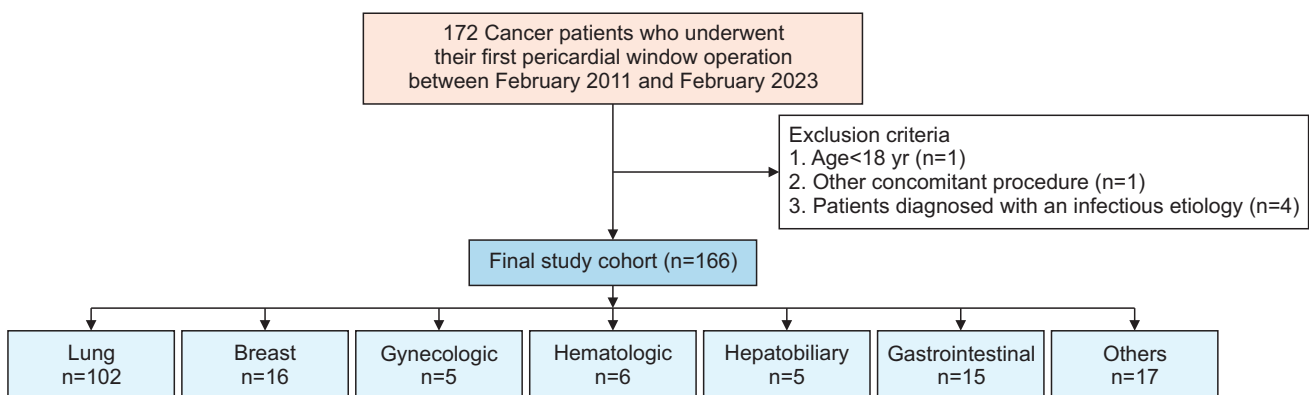 172 Cancer patients who underwent
their first pericardial window operation
between February 2011 and February 2023
Exclusion criteria
1. Age<18 yr (n=1)
2. Other concomitant procedure (n=1)
3. Patients diagnosed with an infectious etiology (n=4)
Final study cohort (n=166)
Lung
n=102
Breast
n=16
Gynecologic
n=5
Hematologic
n=6
Hepatobiliary
n=5
Gastrointestinal
n=15
Others
n=17